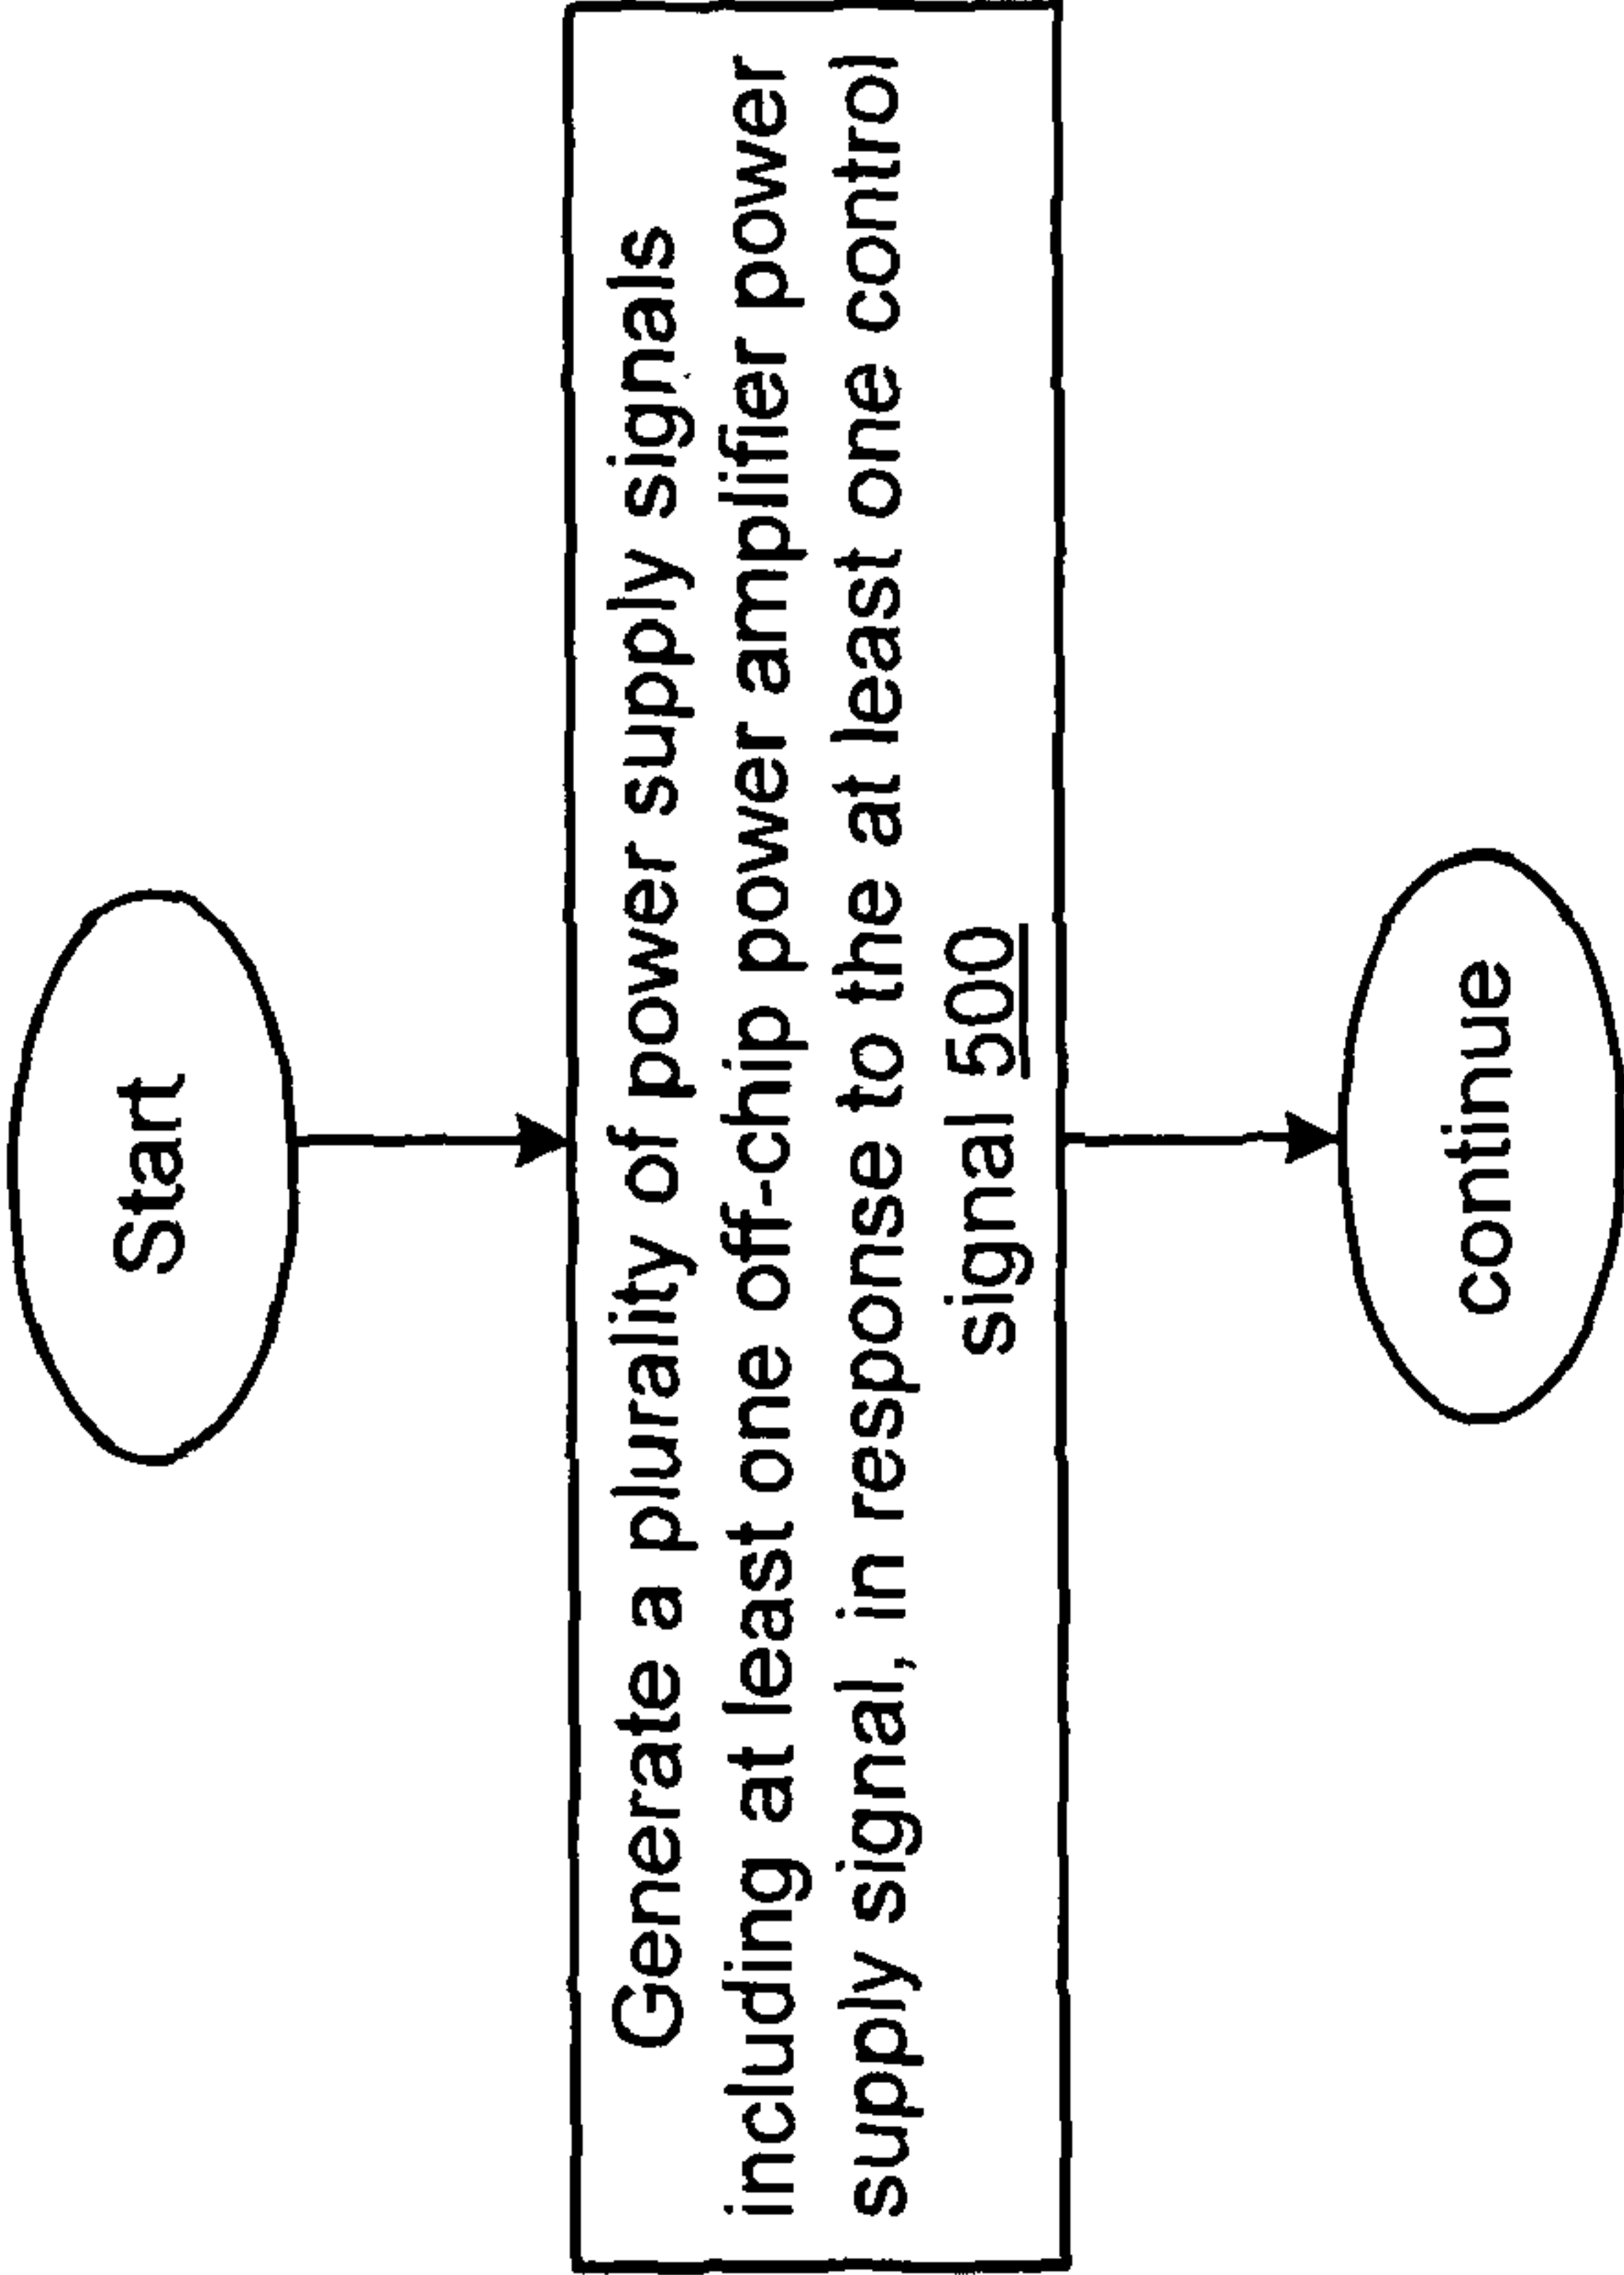 Start
Generate a plurality of power supply signals
including at least one off-chip power amplifier power
supply signal, in response to the at least one control
signal 500
continue